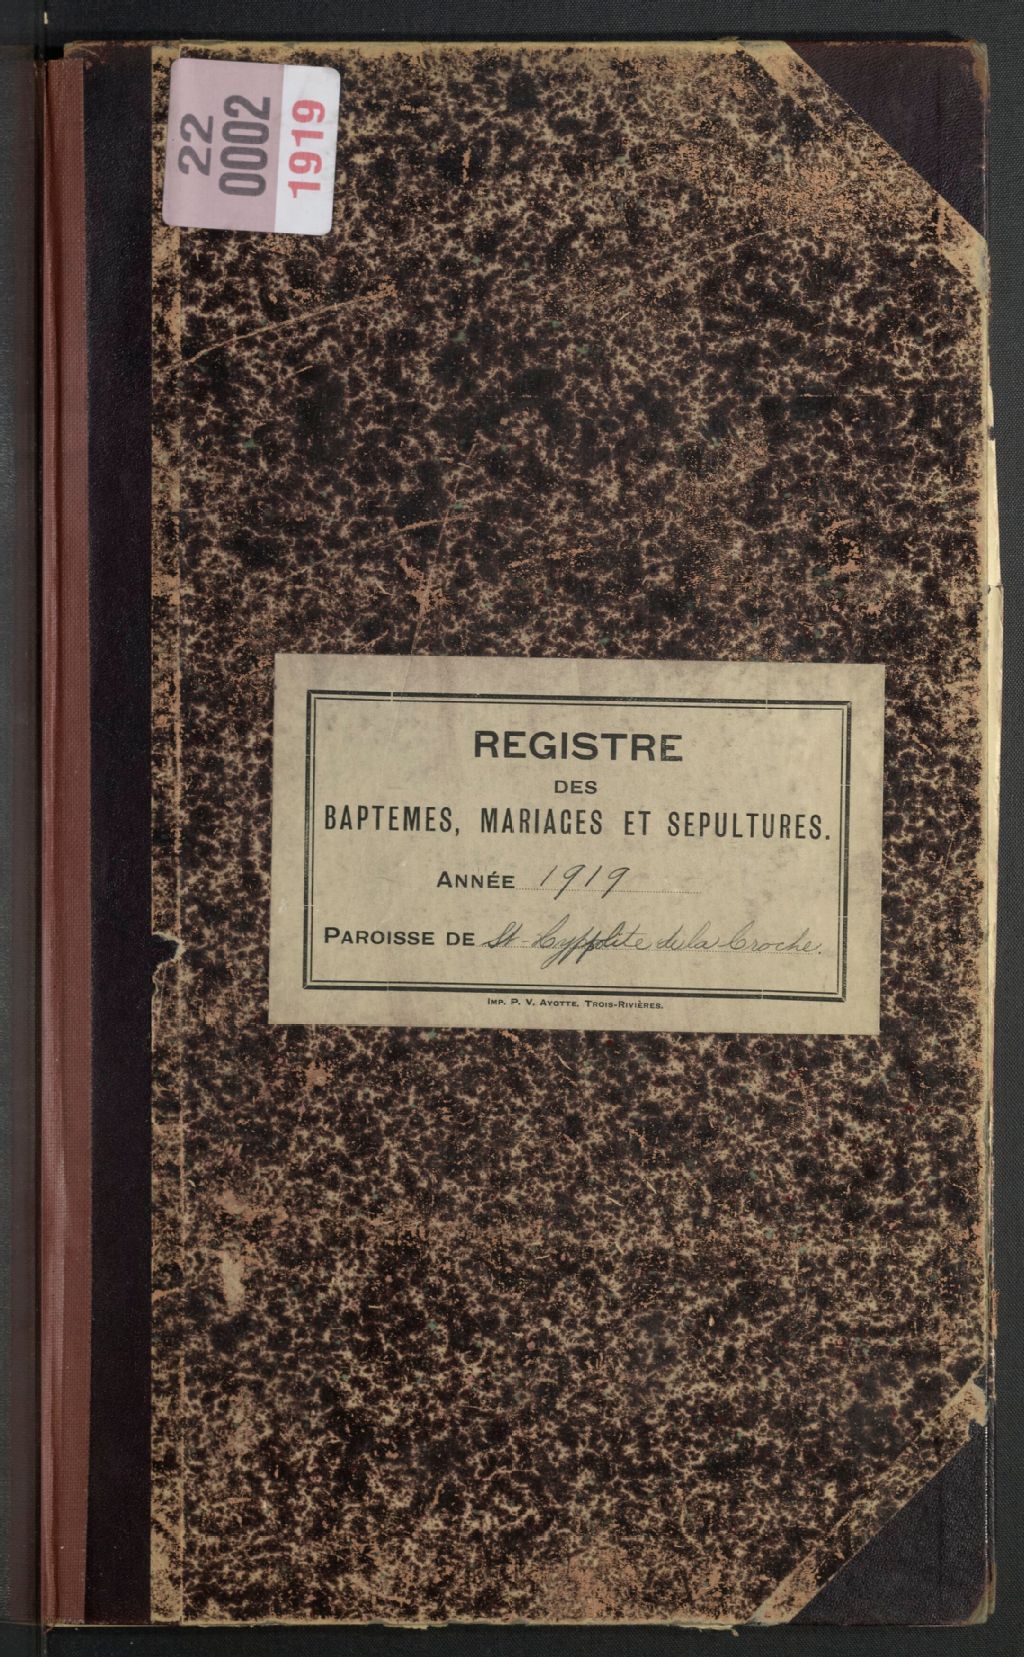 22
0002
1919
REGISTRE
DES
BAPTEMES, MARIAGES ET SEPULTURES.
ANNÉE 1919
PAROISSE DE St-Hyppolite de la Croche.
IMP. P. V. AYOTTE, TROIS-RIVIÈRES.